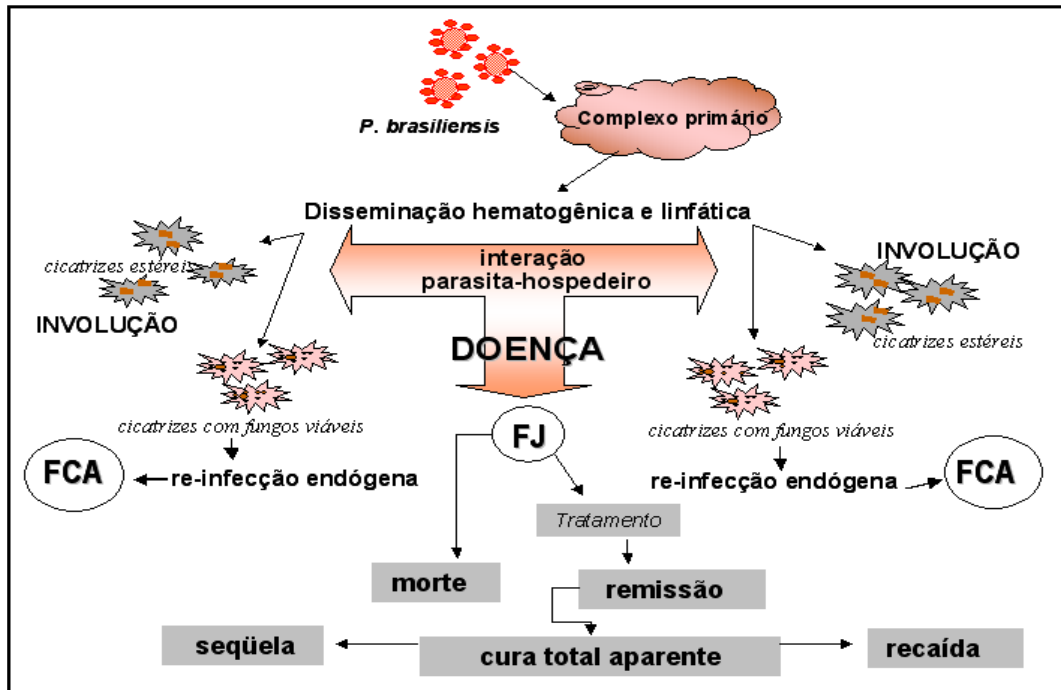 P. brasiliensis
Complexo primário
Disseminação hematogênica e linfática
interação
parasita-hospedeiro
cicatrizes estéreis
INVOLUÇÃO
INVOLUÇÃO
cicatrizes estéreis
DOENÇA
cicatrizes com fungos viáveis
cicatrizes com fungos viáveis
FJ
FCA
re-infecção endógena
re-infecção endógena
FCA
Tratamento
morte
remissão
seqüela
cura total aparente
recaída